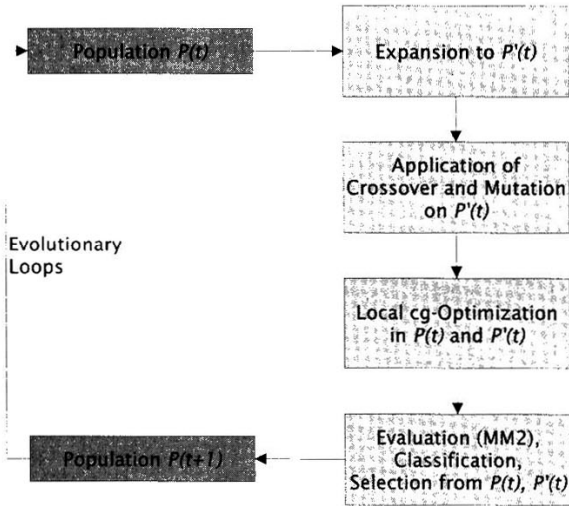 Population P(t)
Expansion to P'(t)
Application of
Crossover and Mutation
on P'(t)
Evolutionary
Loops
Local cg-Optimization
in P(t) and P'(t)
Evaluation (MM2),
Classification,
Selection from P(t), P'(t)
Population P(t+1)